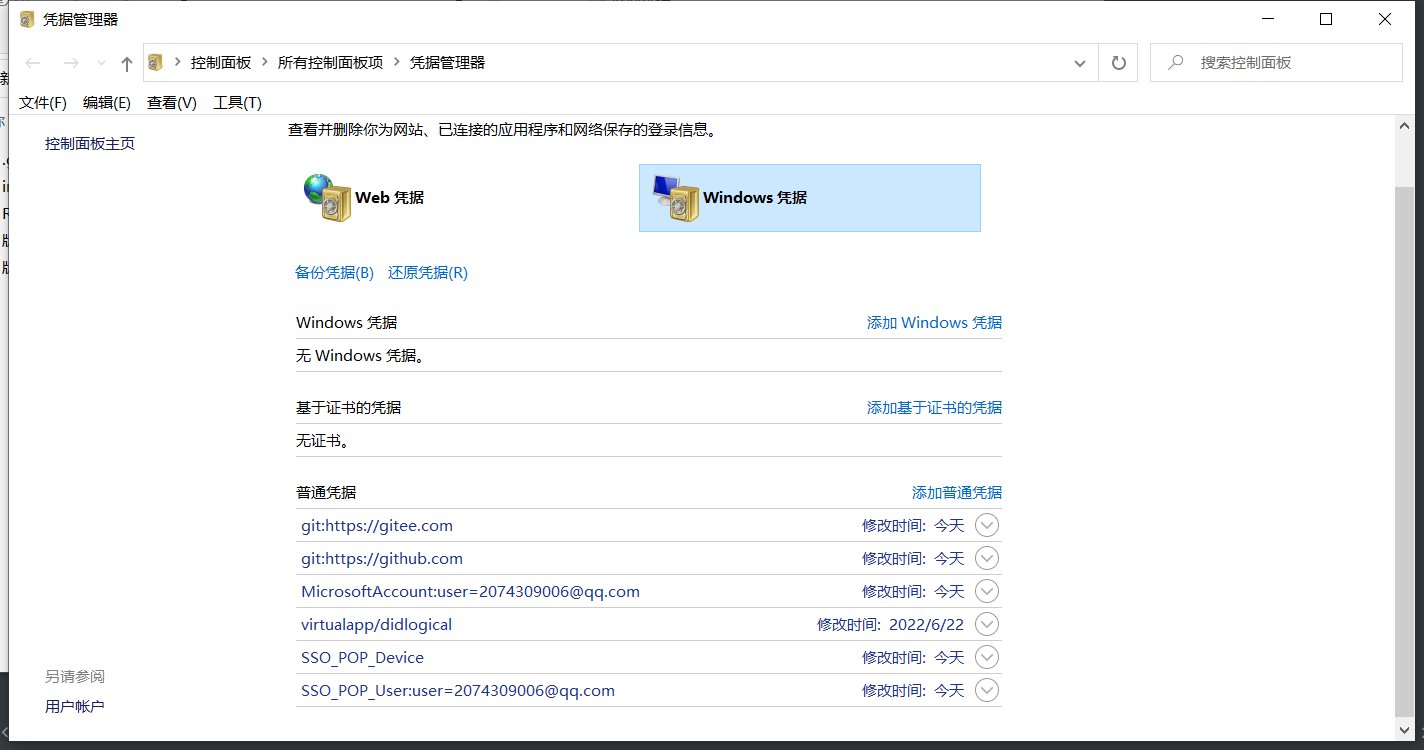 凭据管理器
控制面板 > 所有控制面板项 > 凭据管理器
搜索控制面板
文件(F) 编辑(E) 查看(V) 工具(T)
控制面板主页
查看并删除你为网站、已连接的应用程序和网络保存的登录信息。
Web 凭据
Windows 凭据
备份凭据(B) 还原凭据(R)
Windows 凭据 添加 Windows 凭据
无 Windows 凭据。
基于证书的凭据 添加基于证书的凭据
无证书。
普通凭据 添加普通凭据
git:https://gitee.com 修改时间: 今天
git:https://github.com 修改时间: 今天
MicrosoftAccount:user=2074309006@qq.com 修改时间: 今天
virtualapp/didlogical 修改时间: 2022/6/22
SSO_POP_Device 修改时间: 今天
SSO_POP_User:user=2074309006@qq.com 修改时间: 今天
另请参阅
用户帐户